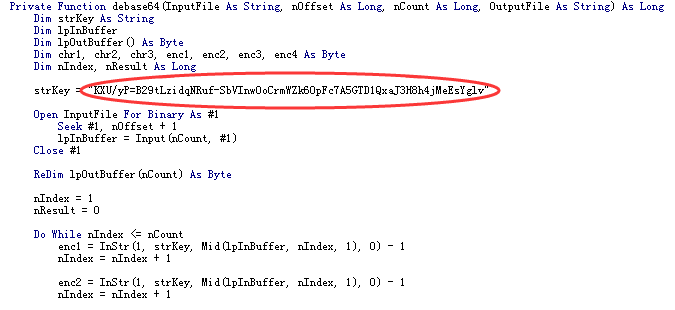 Private Function debase64(InputFile As String, nOffset As Long, nCount As Long, OutputFile As String) As Long
Dim strKey As String
Dim lpInBuffer
Dim lpOutBuffer() As Byte
Dim chr1, chr2, chr3, enc1, enc2, enc3, enc4 As Byte
Dim nIndex, nResult As Long
strKey = "KXU/yP=B29tLzidqNRuf-SbVInw0oCrmWZk6OpFc7A5GTD1QxaJ3H8h4jMeEsYglv"
Open InputFile For Binary As #1
Seek #1, nOffset + 1
lpInBuffer = Input(nCount, #1)
Close #1
ReDim lpOutBuffer(nCount) As Byte
nIndex = 1
nResult = 0
Do While nIndex <= nCount
enc1 = InStr(1, strKey, Mid(lpInBuffer, nIndex, 1), 0) - 1
nIndex = nIndex + 1
enc2 = InStr(1, strKey, Mid(lpInBuffer, nIndex, 1), 0) - 1
nIndex = nIndex + 1